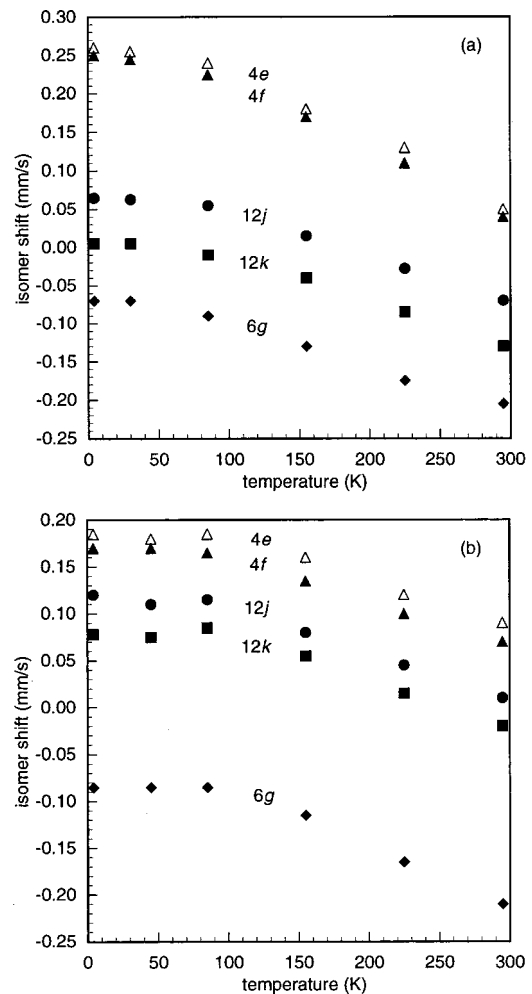 0.30
(a)
0.25
4e
4f
0.20
0.15
0.10
isomer shift (mm/s)
12j
0.05
12k
0.00
-0.05
6g
-0.10
-0.15
-0.20
-0.25
0 50 100 150 200 250 300
temperature (K)
0.20
4e
(b)
4f
0.15
12j
0.10
12k
0.05
isomer shift (mm/s)
0.00
-0.05
6g
-0.10
-0.15
-0.20
-0.25
0 50 100 150 200 250 300
temperature (K)